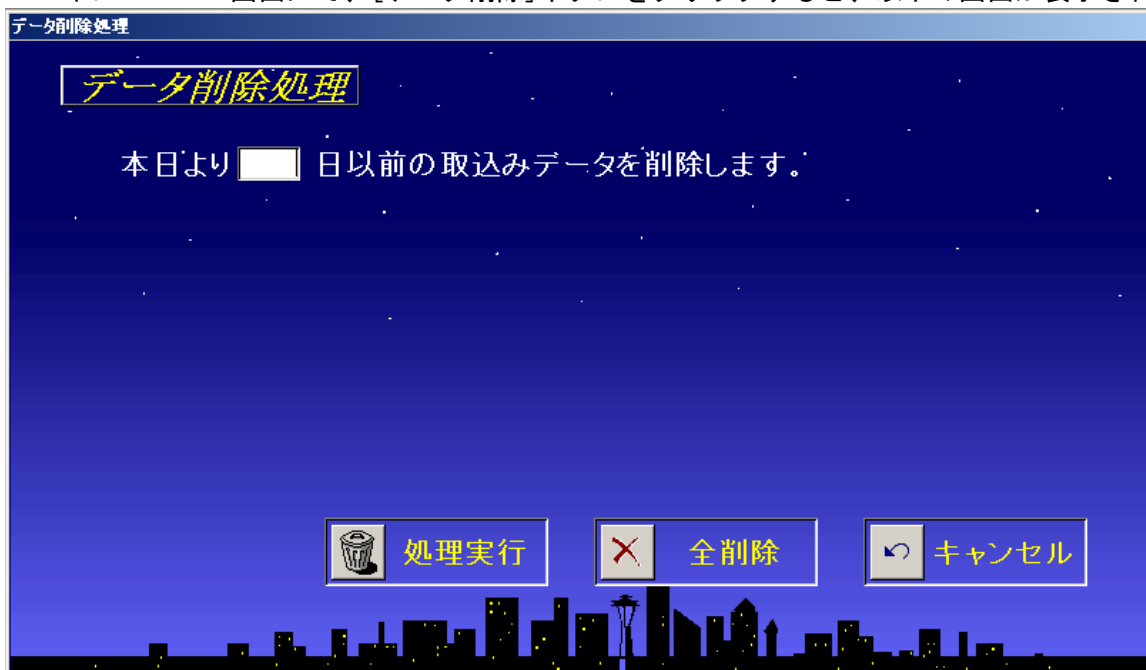 データ削除処理
データ削除処理
本日より 日以前の取込みデータを削除します。
処理実行 全削除 キャンセル